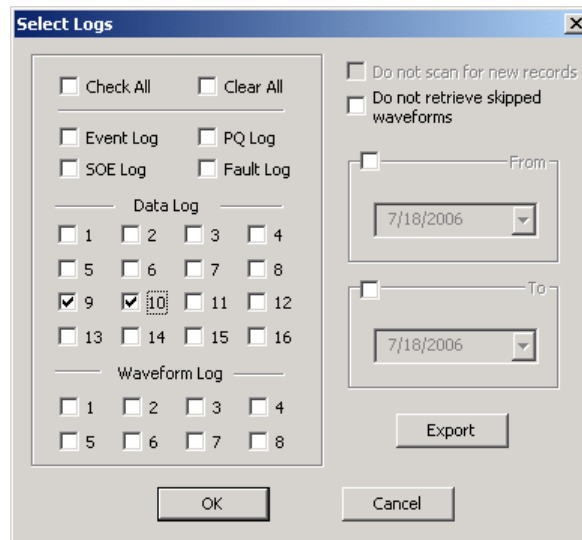 Select Logs
Check All Clear All
Event Log PQ Log
SOE Log Fault Log
Data Log
1 2 3 4
5 6 7 8
9 10 11 12
13 14 15 16
Waveform Log
1 2 3 4
5 6 7 8
Do not scan for new records
Do not retrieve skipped
waveforms
From
7/18/2006
To
7/18/2006
Export
OK Cancel